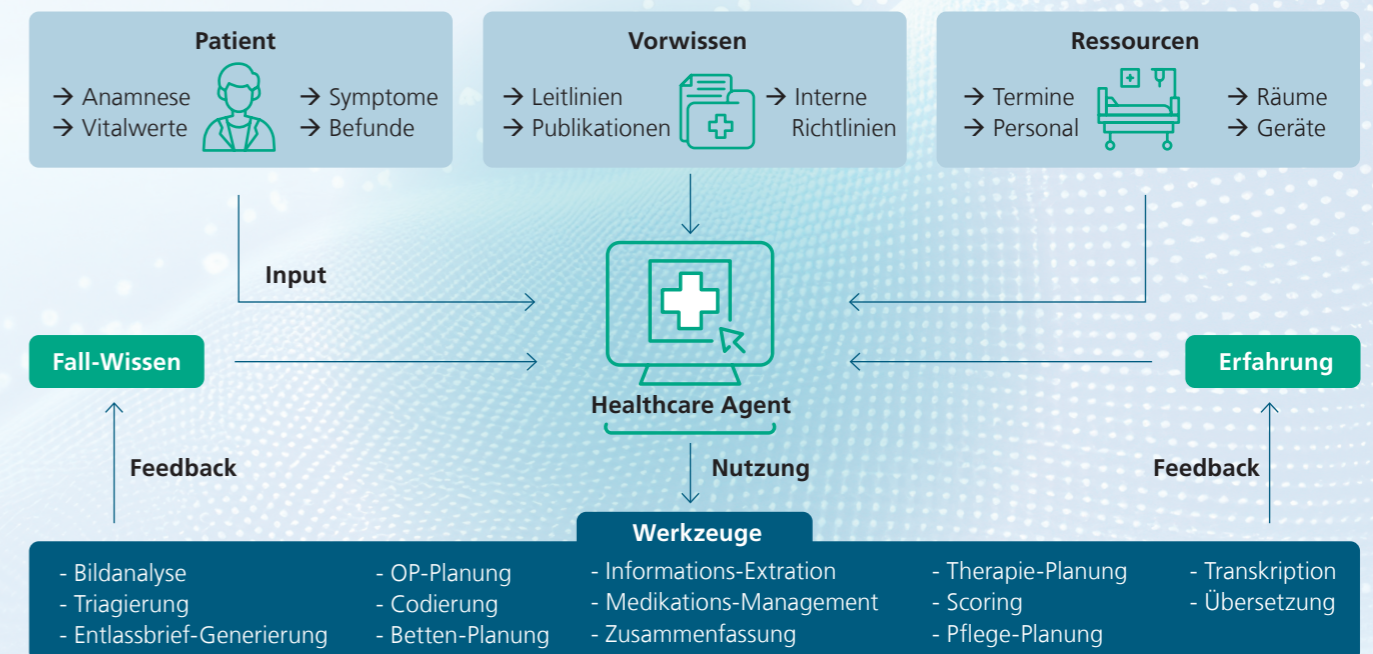 Patient
→ Anamnese
→ Vitalwerte
→ Symptome
→ Befunde
Vorwissen
→ Leitlinien
→ Publikationen
→ Interne
Richtlinien
Ressourcen
→ Termine
→ Personal
→ Räume
→ Geräte
Input
Fall-Wissen
Healthcare Agent
Erfahrung
Feedback
Nutzung
Feedback
Werkzeuge
- Bildanalyse
- Triagierung
- Entlassbrief-Generierung
- OP-Planung
- Codierung
- Betten-Planung
- Informations-Extration
- Medikations-Management
- Zusammenfassung
- Therapie-Planung
- Scoring
- Pflege-Planung
- Transkription
- Übersetzung